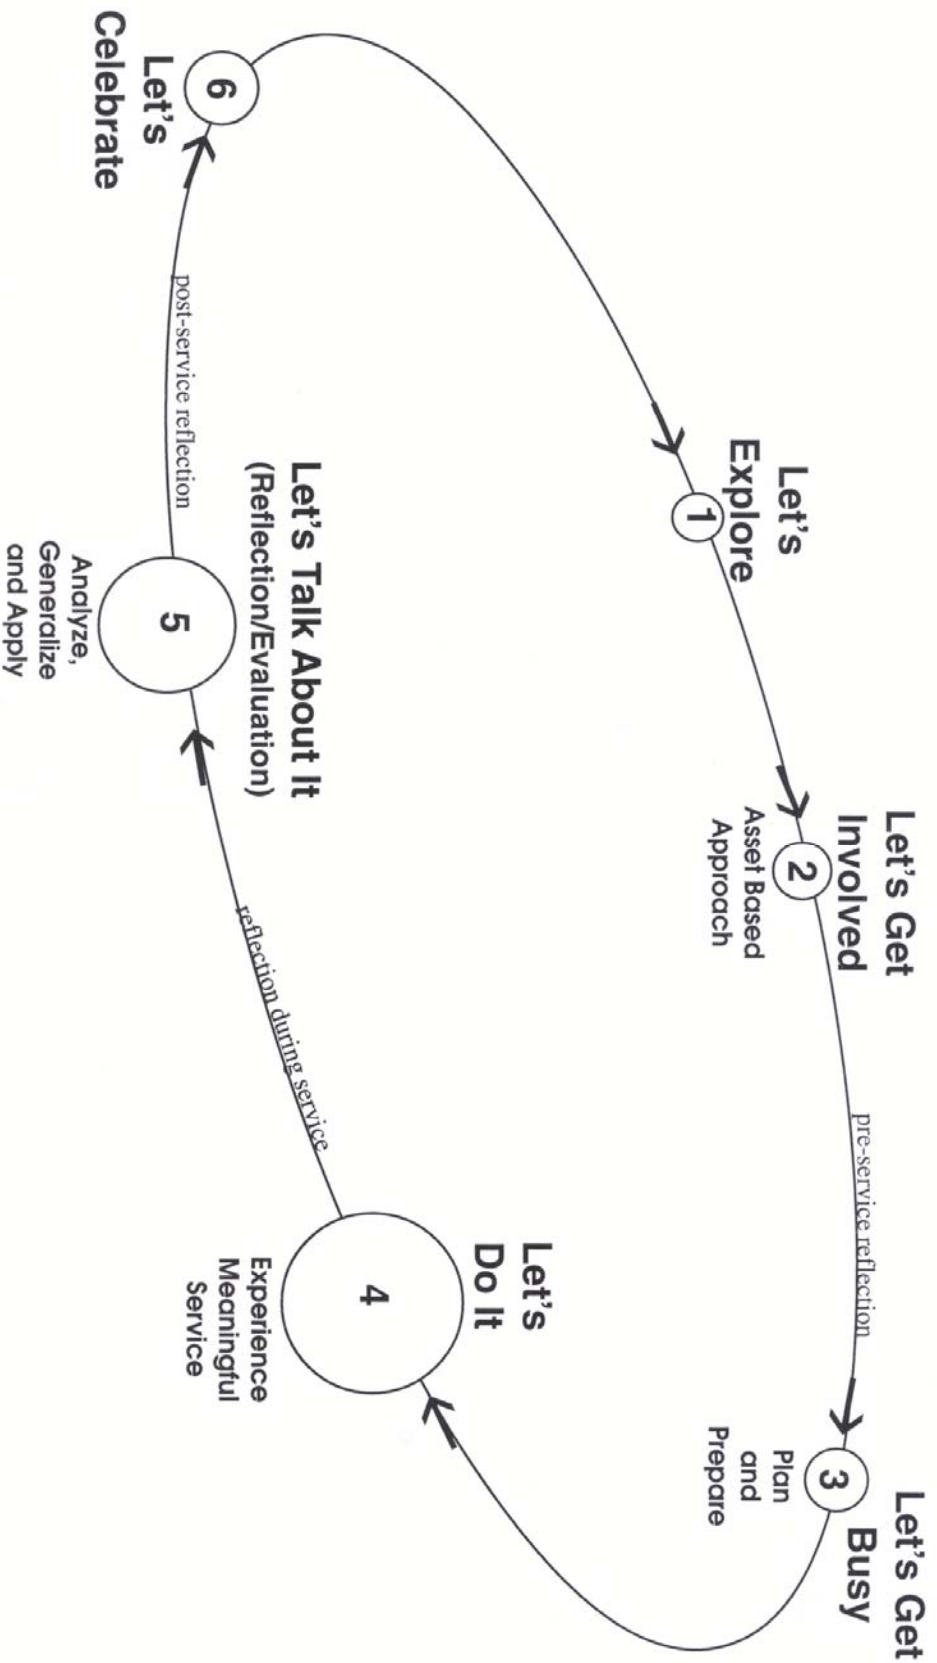 Let's
Explore
1
Let's Get
Involved
2
Asset Based
Approach
pre-service reflection
Let's Get
Busy
3
Plan
and
Prepare
Let's
Do It
4
Experience
Meaningful
Service
reflection during service
Let's Talk About It
(Reflection/Evaluation)
5
Analyze,
Generalize
and Apply
post-service reflection
6
Let's
Celebrate